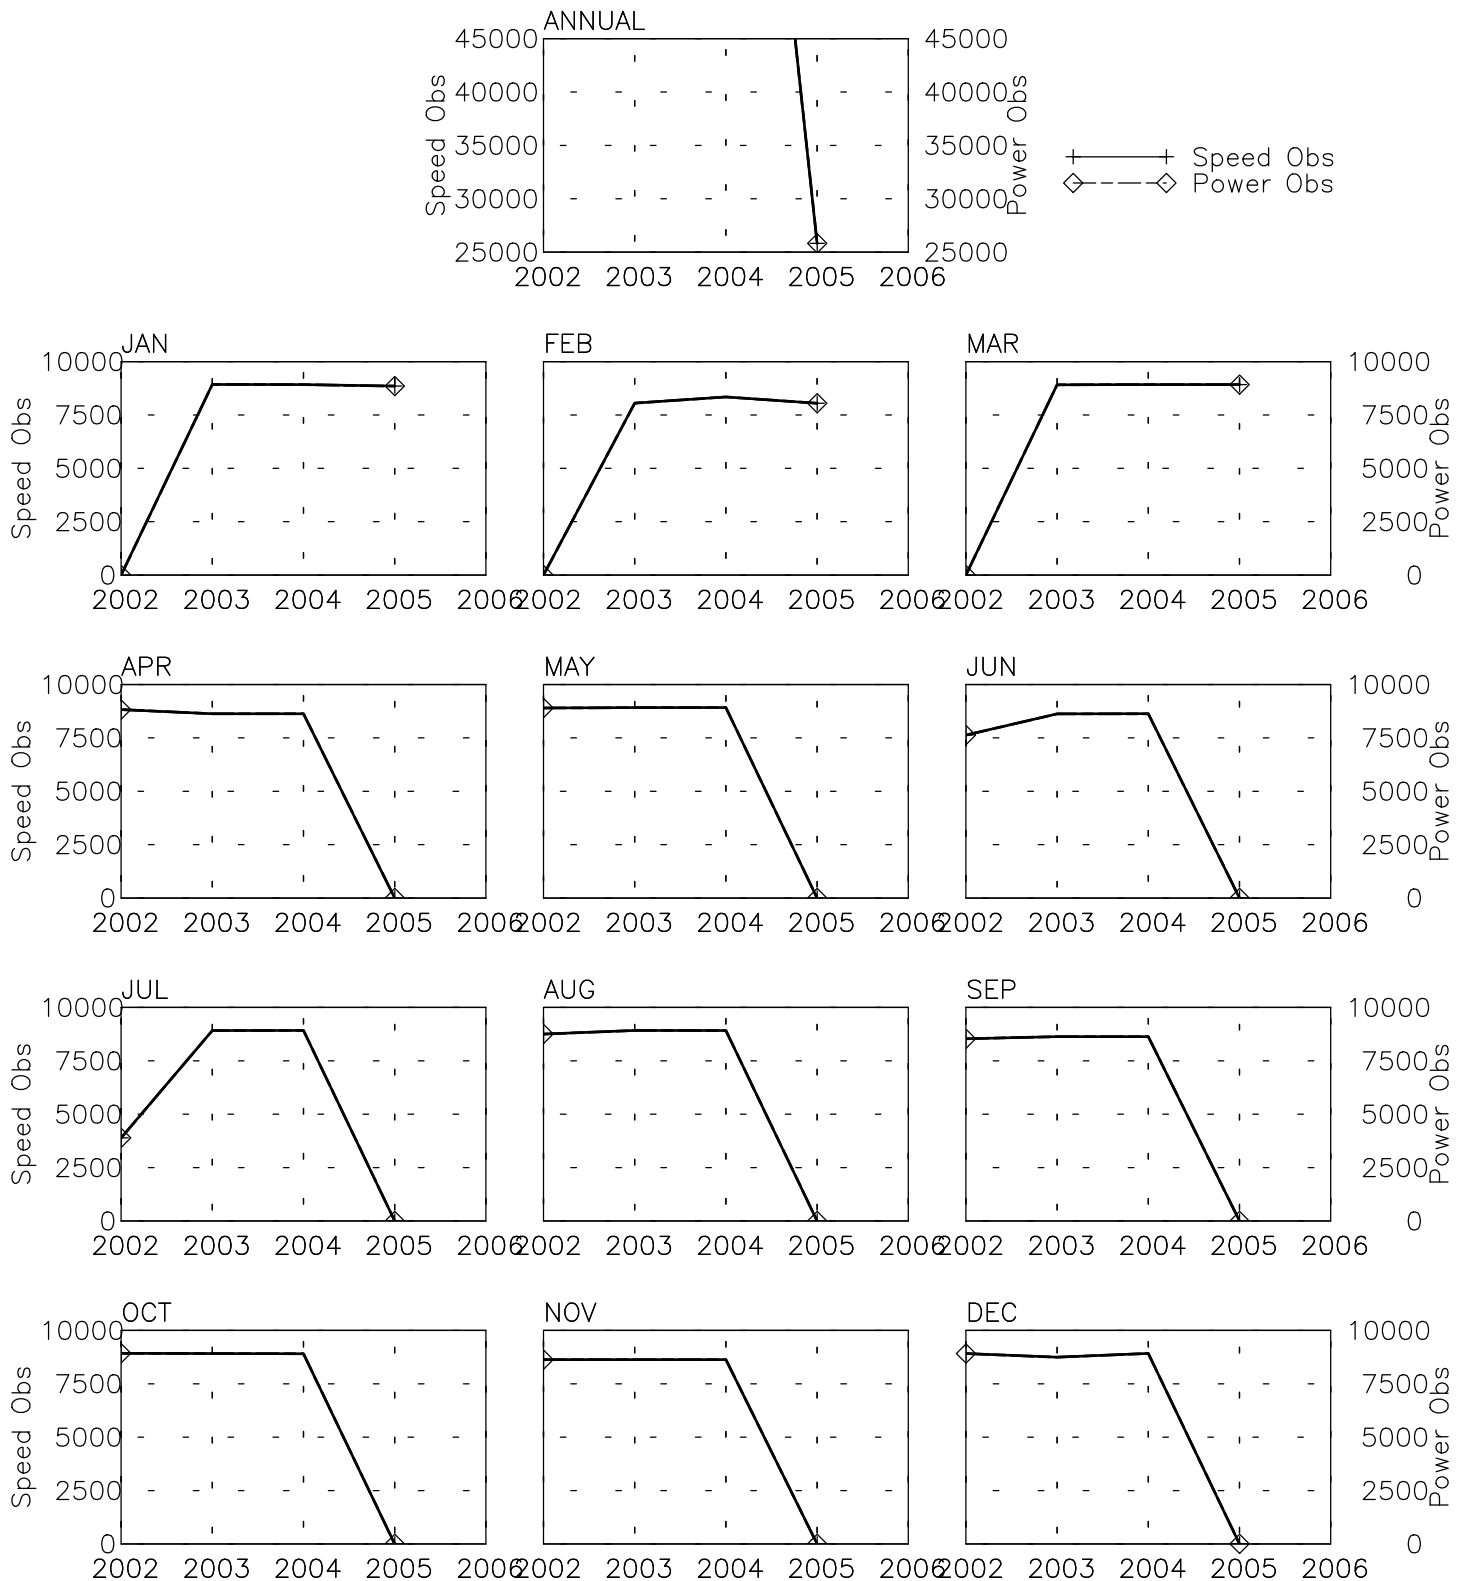 ANNUAL
45000 45000
40000 40000
35000 35000
30000 30000
25000 25000
Speed Obs
Power Obs
2002 2003 2004 2005 2006
Speed Obs
Power Obs
JAN FEB MAR
10000 10000
7500 7500
5000 5000
2500 2500
0 0
Speed Obs
Power Obs
2002 2003 2004 2005 2006 2002 2003 2004 2005 2006 2002 2003 2004 2005 2006
APR MAY JUN
10000 10000
7500 7500
5000 5000
2500 2500
0 0
Speed Obs
Power Obs
2002 2003 2004 2005 2006 2002 2003 2004 2005 2006 2002 2003 2004 2005 2006
JUL AUG SEP
10000 10000
7500 7500
5000 5000
2500 2500
0 0
Speed Obs
Power Obs
2002 2003 2004 2005 2006 2002 2003 2004 2005 2006 2002 2003 2004 2005 2006
OCT NOV DEC
10000 10000
7500 7500
5000 5000
2500 2500
0 0
Speed Obs
Power Obs
2002 2003 2004 2005 2006 2002 2003 2004 2005 2006 2002 2003 2004 2005 2006